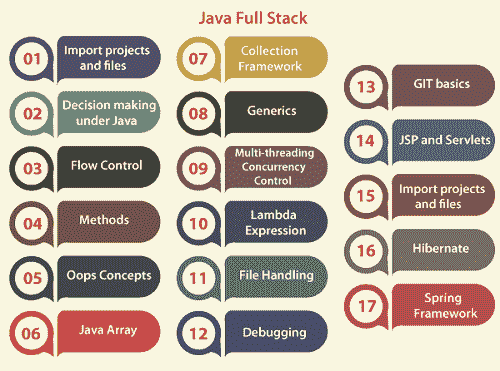 Java Full Stack
01
Import projects
and files
02
Decision making
under Java
03
Flow Control
04
Methods
05
Oops Concepts
06
Java Array
07
Collection
Framework
08
Generics
09
Multi-threading
Concurrency
Control
10
Lambda
Expression
11
File Handling
12
Debugging
13
GIT basics
14
JSP and Servlets
15
Import projects
and files
16
Hibernate
17
Spring
Framework